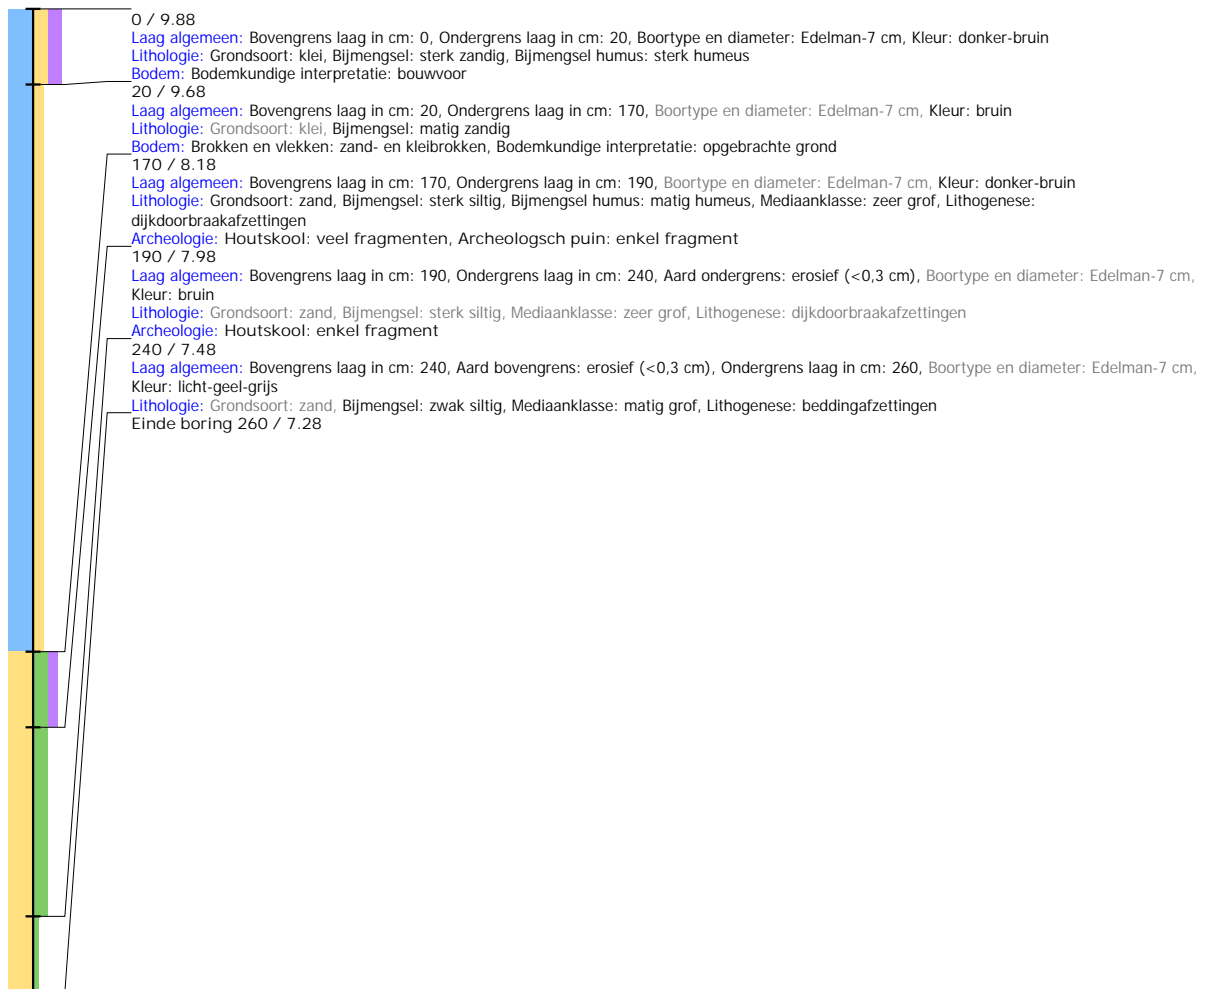 0 / 9.88
Laag algemeen: Bovengrens laag in cm: 0, Ondergrens laag in cm: 20, Boortype en diameter: Edelman-7 cm, Kleur: donker-bruin
Lithologie: Grondsoort: klei, Bijmengsel: sterk zandig, Bijmengsel humus: sterk humeus
Bodem: Bodemkundige interpretatie: bouwvoor
20 / 9.68
Laag algemeen: Bovengrens laag in cm: 20, Ondergrens laag in cm: 170, Boortype en diameter: Edelman-7 cm, Kleur: bruin
Lithologie: Grondsoort: klei, Bijmengsel: matig zandig
Bodem: Brokken en vlekken: zand- en kleibrokken, Bodemkundige interpretatie: opgebrachte grond
170 / 8.18
Laag algemeen: Bovengrens laag in cm: 170, Ondergrens laag in cm: 190, Boortype en diameter: Edelman-7 cm, Kleur: donker-bruin
Lithologie: Grondsoort: zand, Bijmengsel: sterk siltig, Bijmengsel humus: matig humeus, Mediaanklasse: zeer grof, Lithogenese:
dijkdoorbraakafzettingen
Archeologie: Houtskool: veel fragmenten, Archeologsch puin: enkel fragment
190 / 7.98
Laag algemeen: Bovengrens laag in cm: 190, Ondergrens laag in cm: 240, Aard ondergrens: erosief (<0,3 cm), Boortype en diameter: Edelman-7 cm,
Kleur: bruin
Lithologie: Grondsoort: zand, Bijmengsel: sterk siltig, Mediaanklasse: zeer grof, Lithogenese: dijkdoorbraakafzettingen
Archeologie: Houtskool: enkel fragment
240 / 7.48
Laag algemeen: Bovengrens laag in cm: 240, Aard bovengrens: erosief (<0,3 cm), Ondergrens laag in cm: 260, Boortype en diameter: Edelman-7 cm,
Kleur: licht-geel-grijs
Lithologie: Grondsoort: zand, Bijmengsel: zwak siltig, Mediaanklasse: matig grof, Lithogenese: beddingafzettingen
Einde boring 260 / 7.28